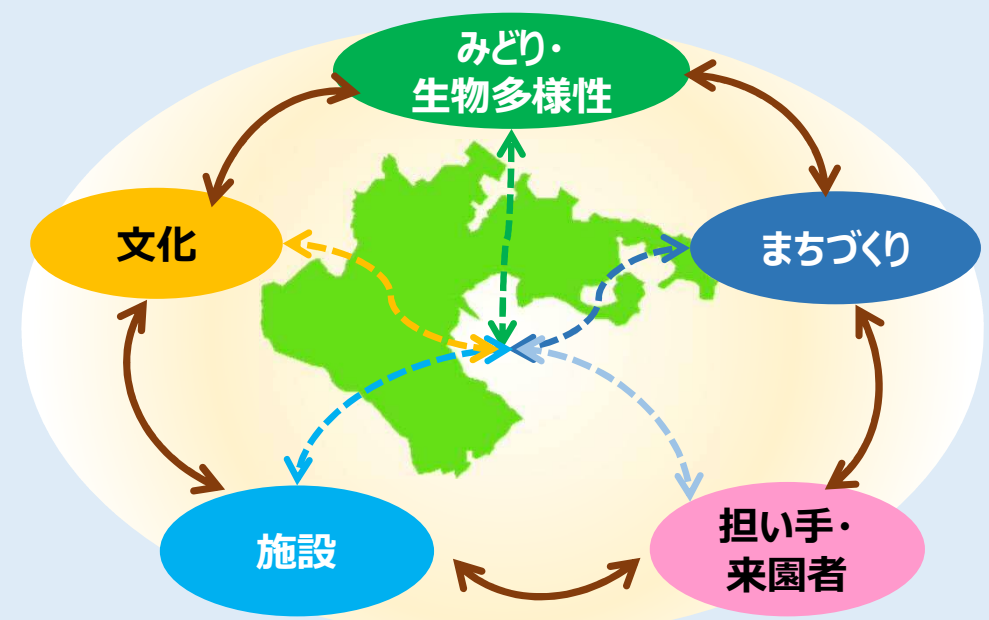 みどり・
生物多様性
文化
まちづくり
施設
担い手・
来園者